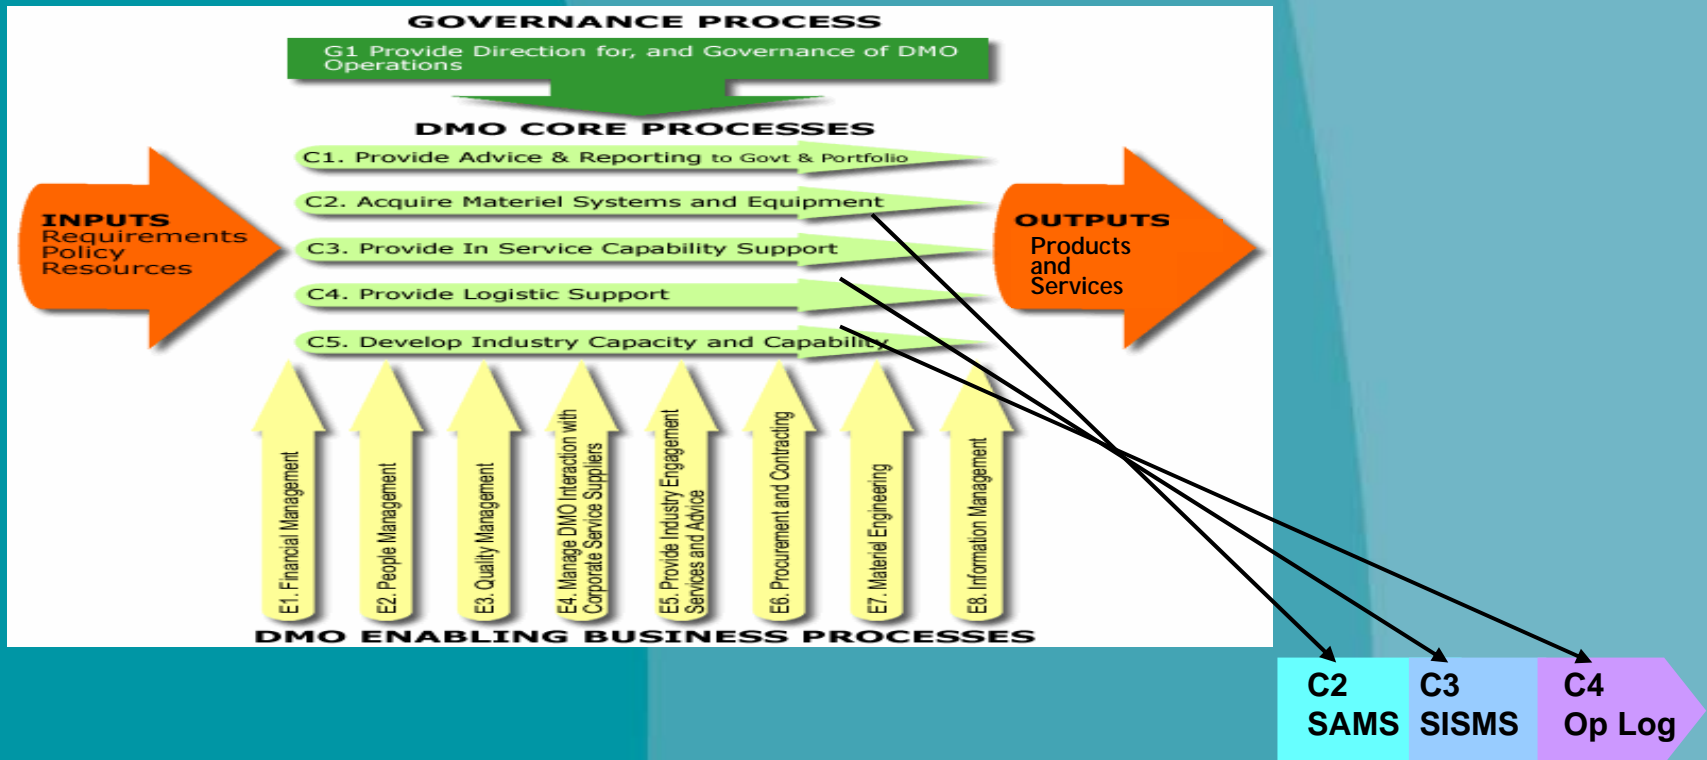 GOVERNANCE PROCESS
G1 Provide Direction for, and Governance of DMO
Operations
DMO CORE PROCESSES
C1. Provide Advice & Reporting to Govt & Portfolio
C2. Acquire Materiel Systems and Equipment
C3. Provide In Service Capability Support
C4. Provide Logistic Support
C5. Develop Industry Capacity and Capability
INPUTS
Requirements
Policy
Resources
OUTPUTS
Products
and
Services
E1. Financial Management
E2. People Management
E3. Quality Management
E4. Manage DMO Interaction with
Corporate Service Suppliers
E5. Provide Industry Engagement
Services and Advice
E6. Procurement and Contracting
E7. Materiel Engineering
E8. Information Management
DMO ENABLING BUSINESS PROCESSES
C2
SAMS
C3
SISMS
C4
Op Log